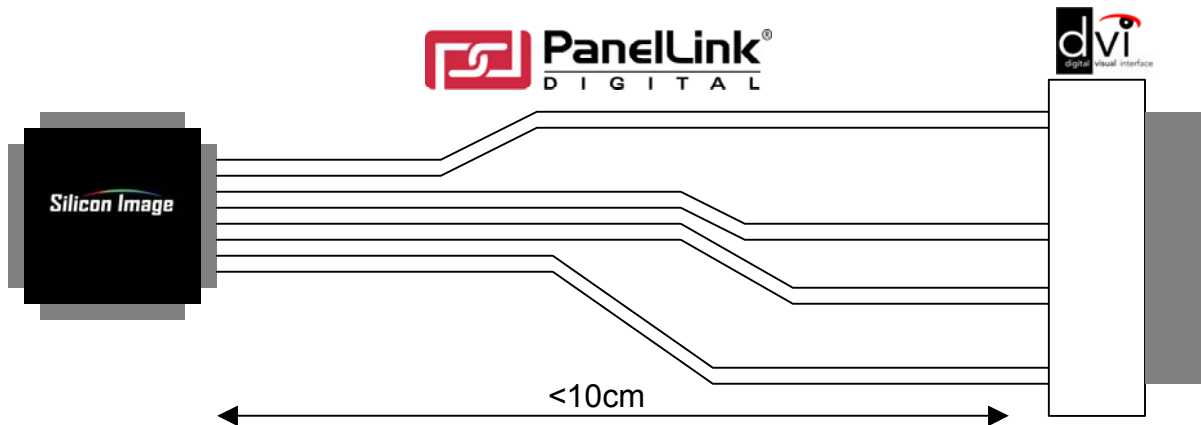 PanelLink®
DIGITAL
dvi
digital visual interface
Silicon Image
<10cm